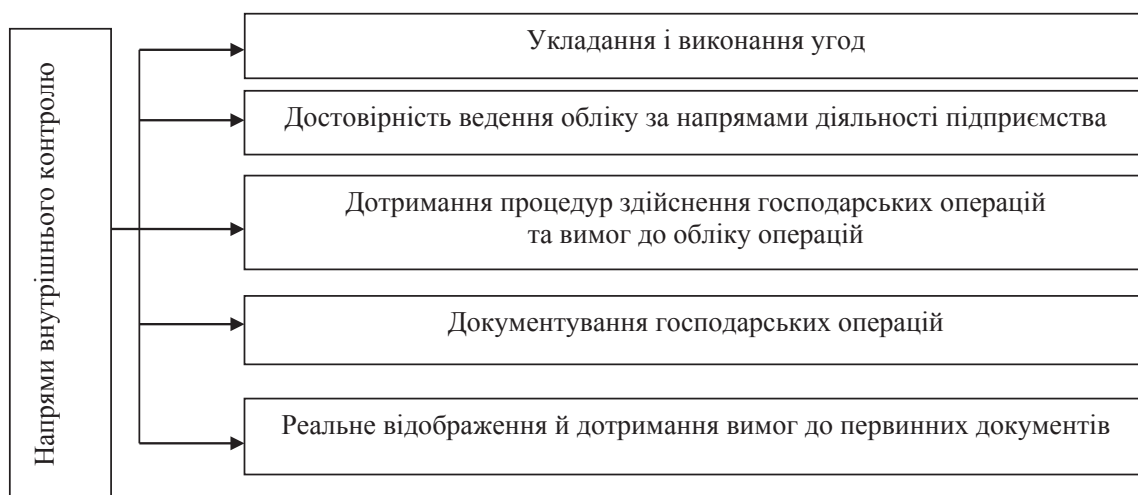 Напрями внутрішнього контролю
Укладання і виконання угод
Достовірність ведення обліку за напрямами діяльності підприємства
Дотримання процедур здійснення господарських операцій
та вимог до обліку операцій
Документування господарських операцій
Реальне відображення й дотримання вимог до первинних документів